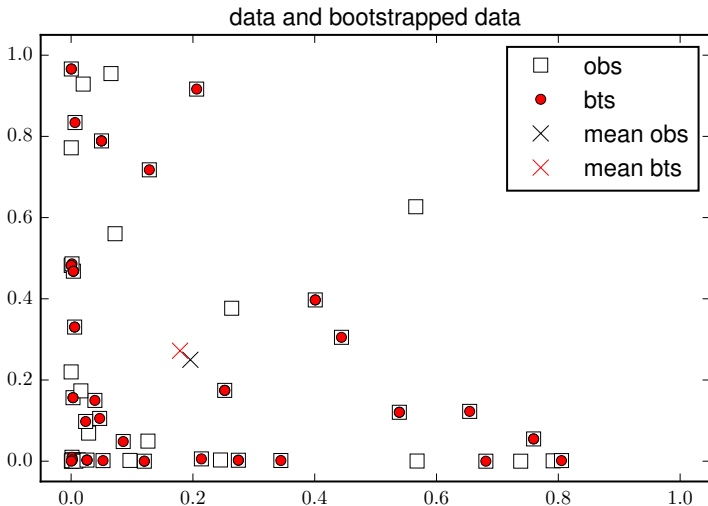 data and bootstrapped data
obs
bts
mean obs
mean bts
1.0
0.8
0.6
0.4
0.2
0.0
0.0 0.2 0.4 0.6 0.8 1.0